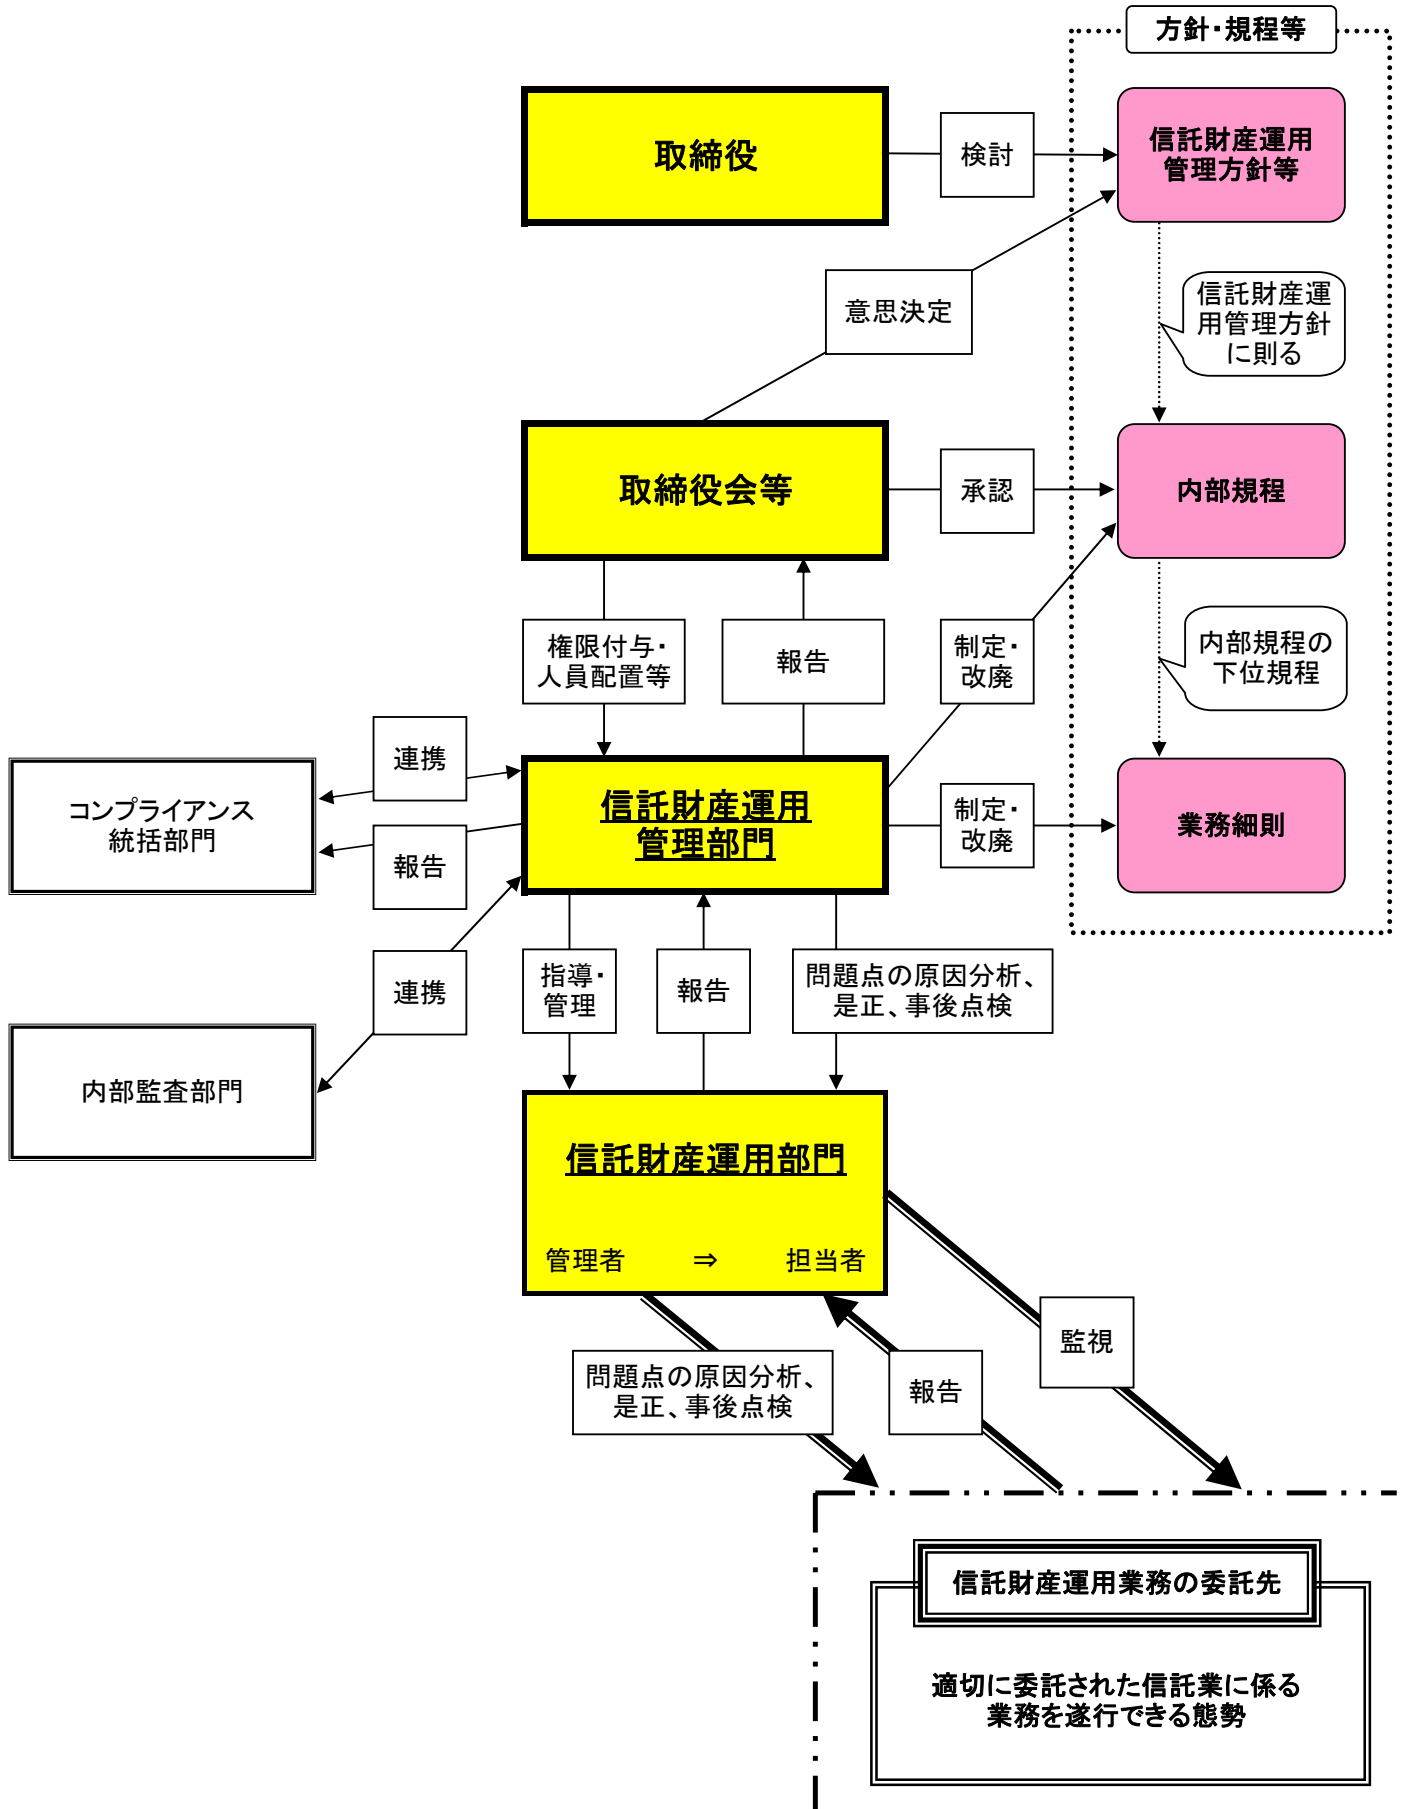 方針・規程等
取締役
検討
信託財産運用
管理方針等
意思決定
信託財産運
用管理方針
に則る
取締役会等
承認
内部規程
権限付与・
人員配置等
報告
制定・
改廃
内部規程の
下位規程
連携
コンプライアンス
統括部門
報告
信託財産運用
管理部門
制定・
改廃
業務細則
連携
指導・
管理
報告
問題点の原因分析、
是正、事後点検
内部監査部門
信託財産運用部門
管理者 ⇒ 担当者
監視
問題点の原因分析、
是正、事後点検
報告
信託財産運用業務の委託先
適切に委託された信託業に係る
業務を遂行できる態勢